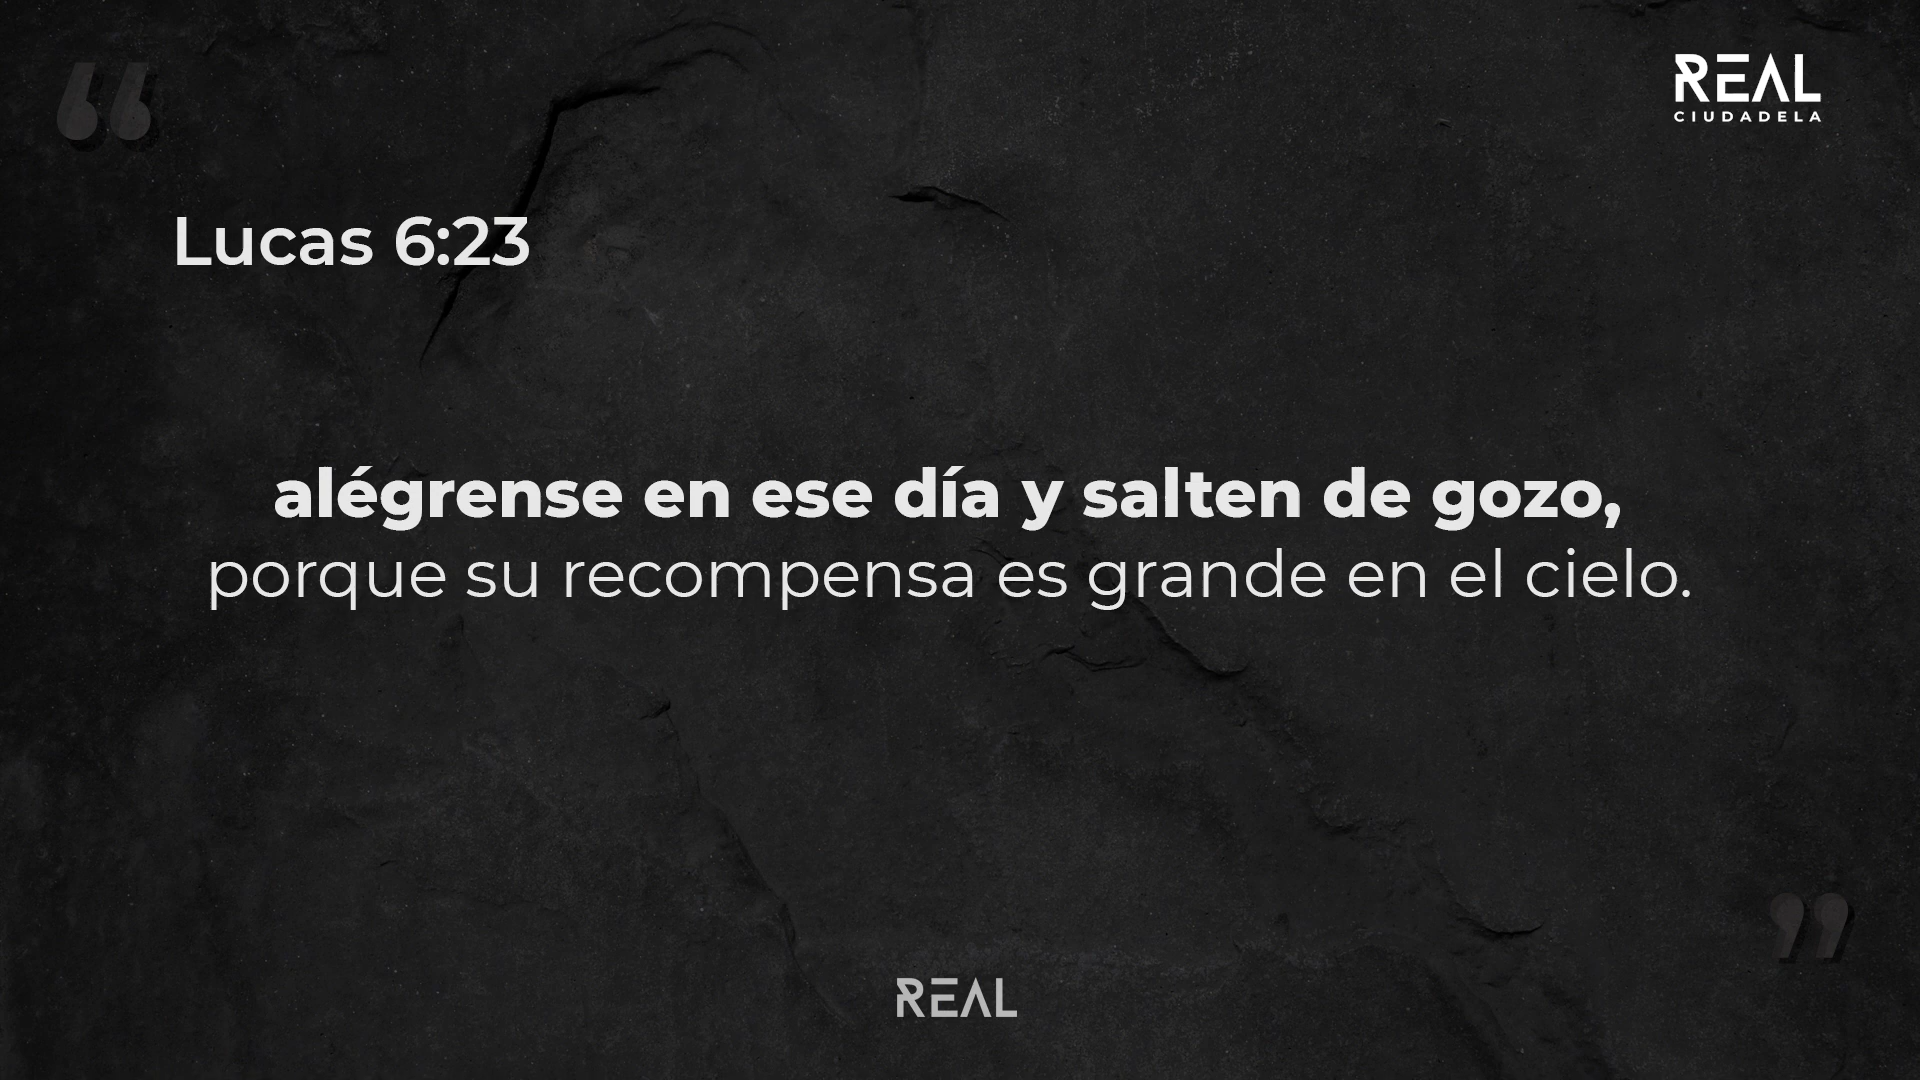 “
REAL
CIUDADELA
Lucas 6:23
alégrense en ese día y salten de gozo,
porque su recompensa es grande en el cielo.
”
REAL